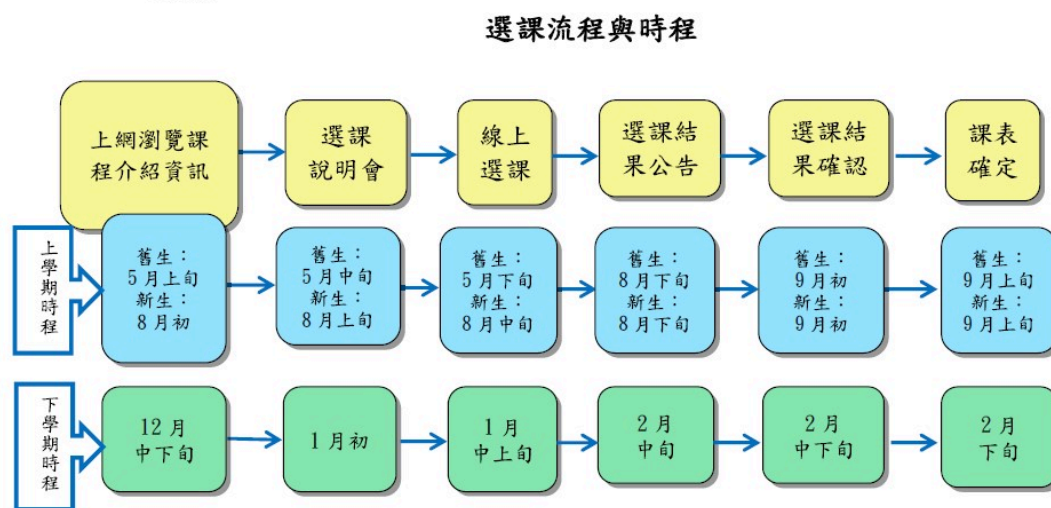 選課流程與時程
上網瀏覽課
程介紹資訊
選課
說明會
線上
選課
選課結
果公告
選課結
果確認
課表
確定
上學期時程
舊生：
5月上旬
新生：
8月初
舊生：
5月中旬
新生：
8月上旬
舊生：
5月下旬
新生：
8月中旬
舊生：
8月下旬
新生：
8月下旬
舊生：
9月初
新生：
9月初
舊生：
9月上旬
新生：
9月上旬
下學期時程
12月
中下旬
1月初
1月
中上旬
2月
中旬
2月
中下旬
2月
下旬